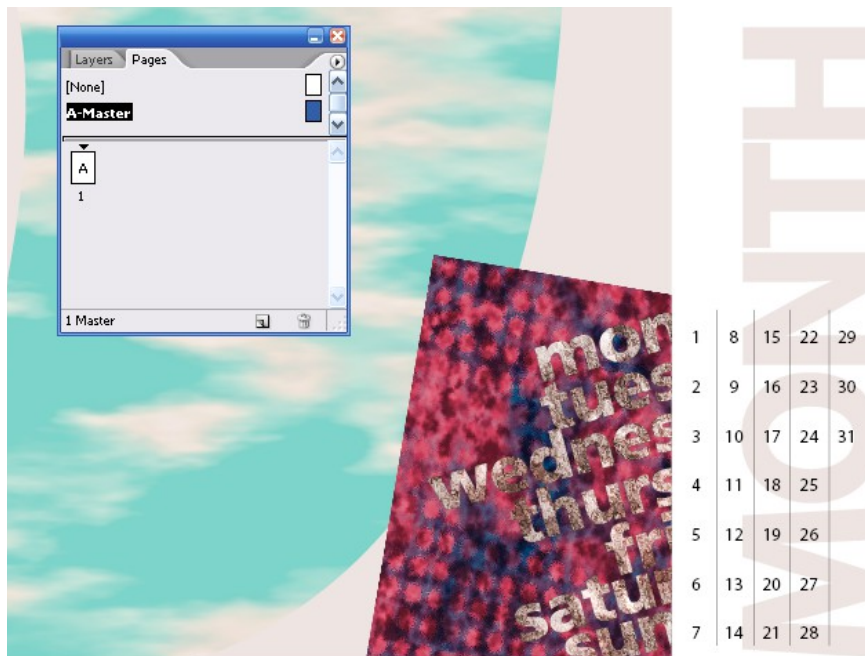 Layers Pages
[None]
A-Master
A
1
1 Master
mon
tues
wednes
thurs
fri
satur
sun
MONTH
1 8 15 22 29
2 9 16 23 30
3 10 17 24 31
4 11 18 25
5 12 19 26
6 13 20 27
7 14 21 28